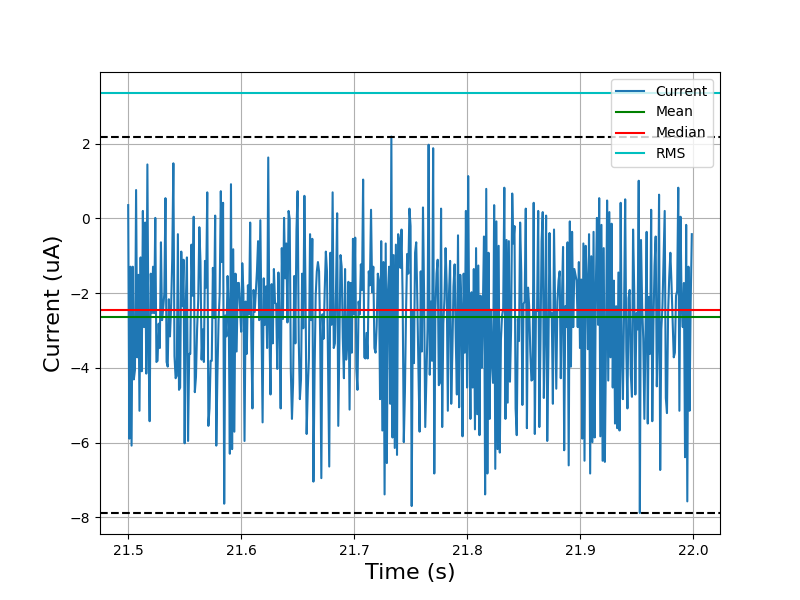 Current
Mean
Median
RMS
2
0
−2
−4
−6
−8
Current (uA)
21.5 21.6 21.7 21.8 21.9 22.0
Time (s)